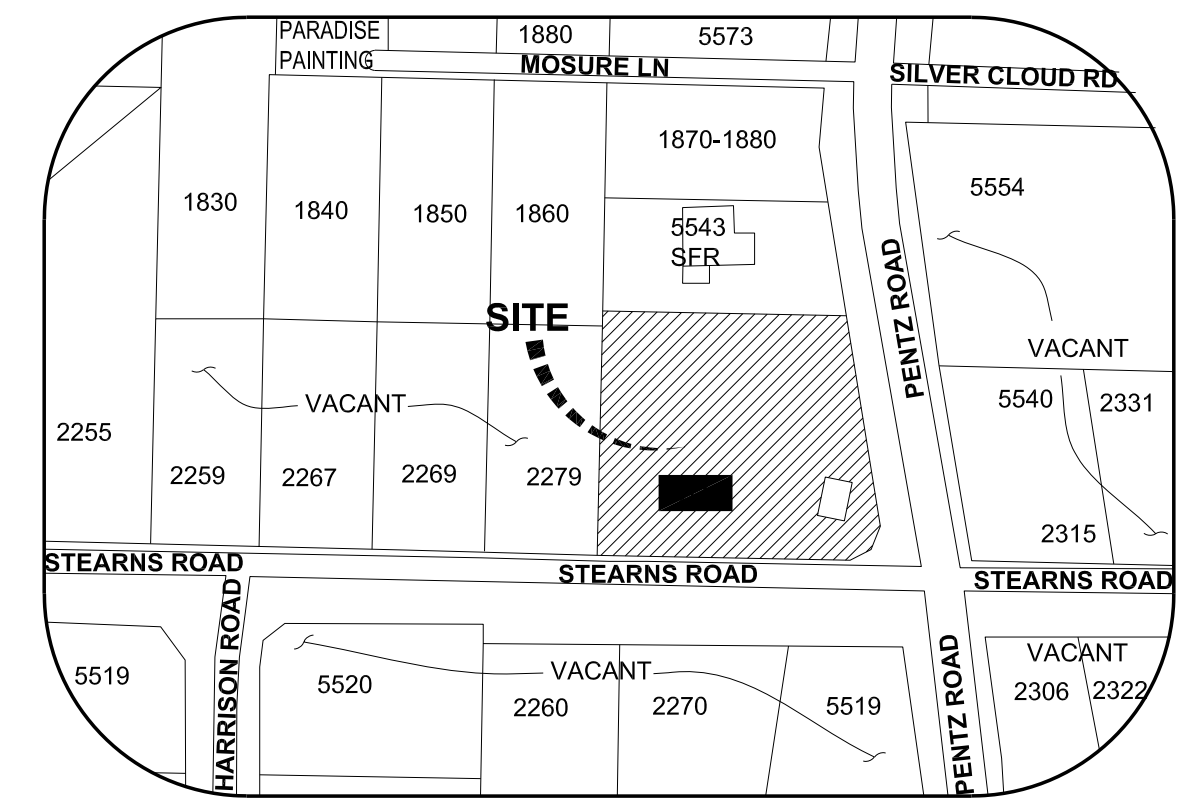 PARADISE
PAINTING
1880
5573
MOSURE LN
SILVER CLOUD RD
1870-1880
5554
1830
1840
1850
1860
5543
SFR
PENTZ ROAD
SITE
VACANT
VACANT
5540
2331
2255
2259
2267
2269
2279
2315
STEARNS ROAD
STEARNS ROAD
STEARNS ROAD
HARRISON ROAD
PENTZ ROAD
5519
5520
VACANT
2260
2270
5519
VACANT
2306
2322